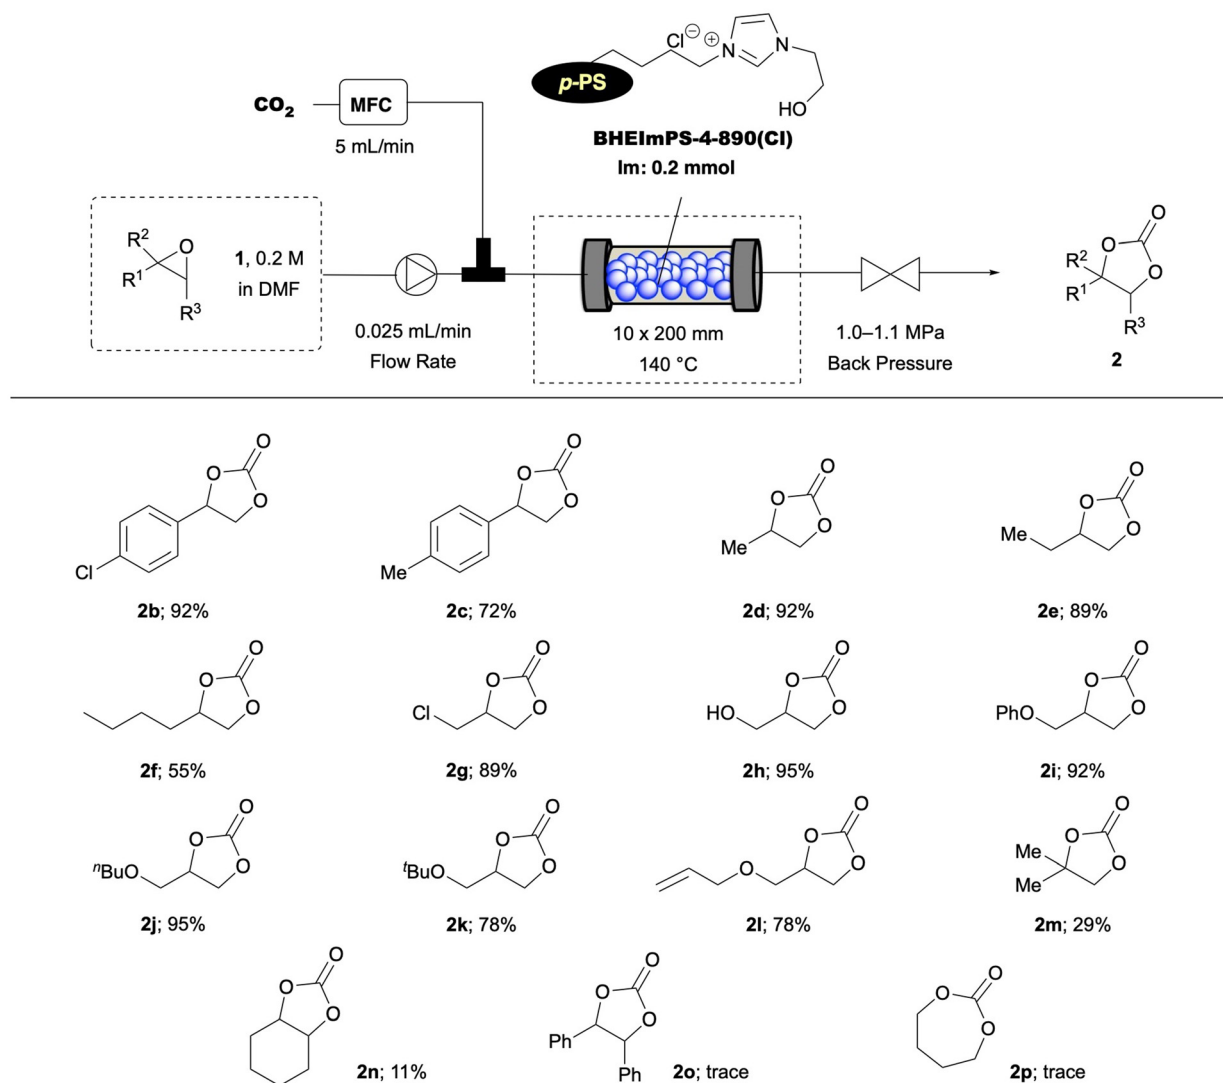 Cl⊖ ⊕
N N
p-PS
HO
CO2 MFC
5 mL/min
BHEImPS-4-890(Cl)
Im: 0.2 mmol
R2 O
R1
R3
1, 0.2 M
in DMF
0.025 mL/min
Flow Rate
10 x 200 mm
140 °C
1.0–1.1 MPa
Back Pressure
O
R2 O
O
R1
R3
2
O
O
O
Cl
2b; 92%
O
O
O
Me
2c; 72%
O
O
O
Me
2d; 92%
O
O
O
Me
2e; 89%
O
O
O
2f; 55%
O
O
O
Cl
2g; 89%
O
O
O
HO
2h; 95%
O
O
O
PhO
2i; 92%
O
O
O
nBuO
2j; 95%
O
O
O
tBuO
2k; 78%
O
O
O
O
2l; 78%
O
O
Me O
Me
2m; 29%
O
O
O
2n; 11%
O
O
O
Ph
Ph
2o; trace
O
O
O
2p; trace